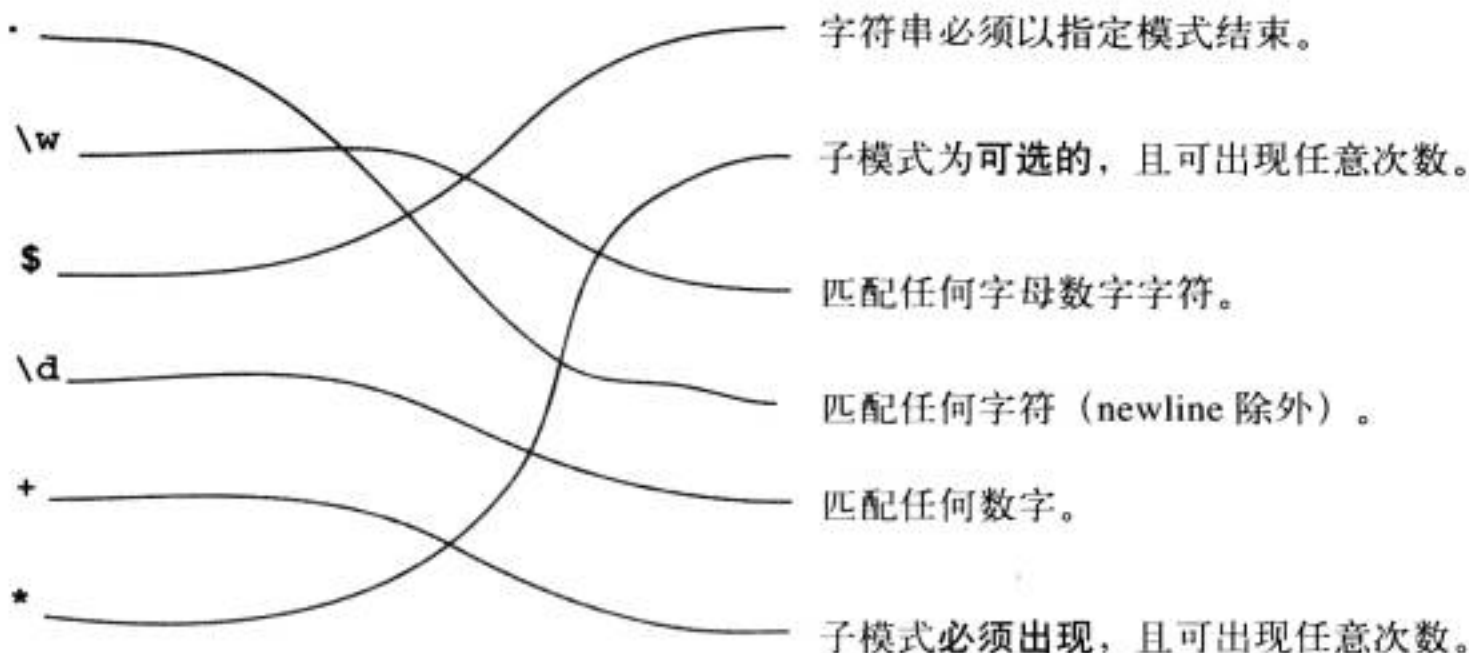 . 字符串必须以指定模式结束。
\w 子模式为可选的，且可出现任意次数。
$ 匹配任何字母数字字符。
\d 匹配任何字符（newline 除外）。
+ 匹配任何数字。
* 子模式必须出现，且可出现任意次数。